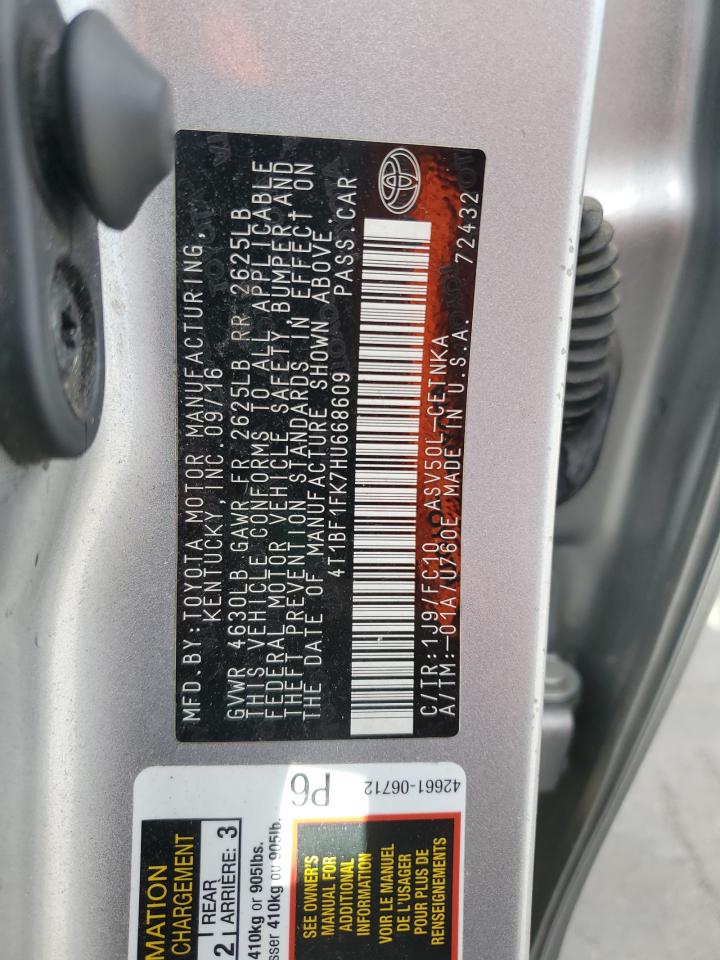 MFD. BY: TOYOTA MOTOR MANUFACTURING,
KENTUCKY, INC. 09/16
GVWR 4630LB GAWR FR 2625LB RR 2625LB
THIS VEHICLE CONFORMS TO ALL APPLICABLE
FEDERAL MOTOR VEHICLE SAFETY, BUMPER AND
THEFT PREVENTION STANDARDS IN EFFECT ON
THE DATE OF MANUFACTURE SHOWN ABOVE.
4T1BF1FK7HU668609 PASS.CAR
C/TR:1J9/FC10 ASV50L-CETNKA
A/TM:-01A/U760E MADE IN U.S.A. 72432
MATION
CHARGEMENT
2 REAR
ARRIÈRE: 3
410kg or 905lbs.
sser 410kg ou 905lb.
P6
42661-06712
SEE OWNER'S
MANUAL FOR
ADDITIONAL
INFORMATION
VOIR LE MANUEL
DE L'USAGER
POUR PLUS DE
RENSEIGNEMENTS